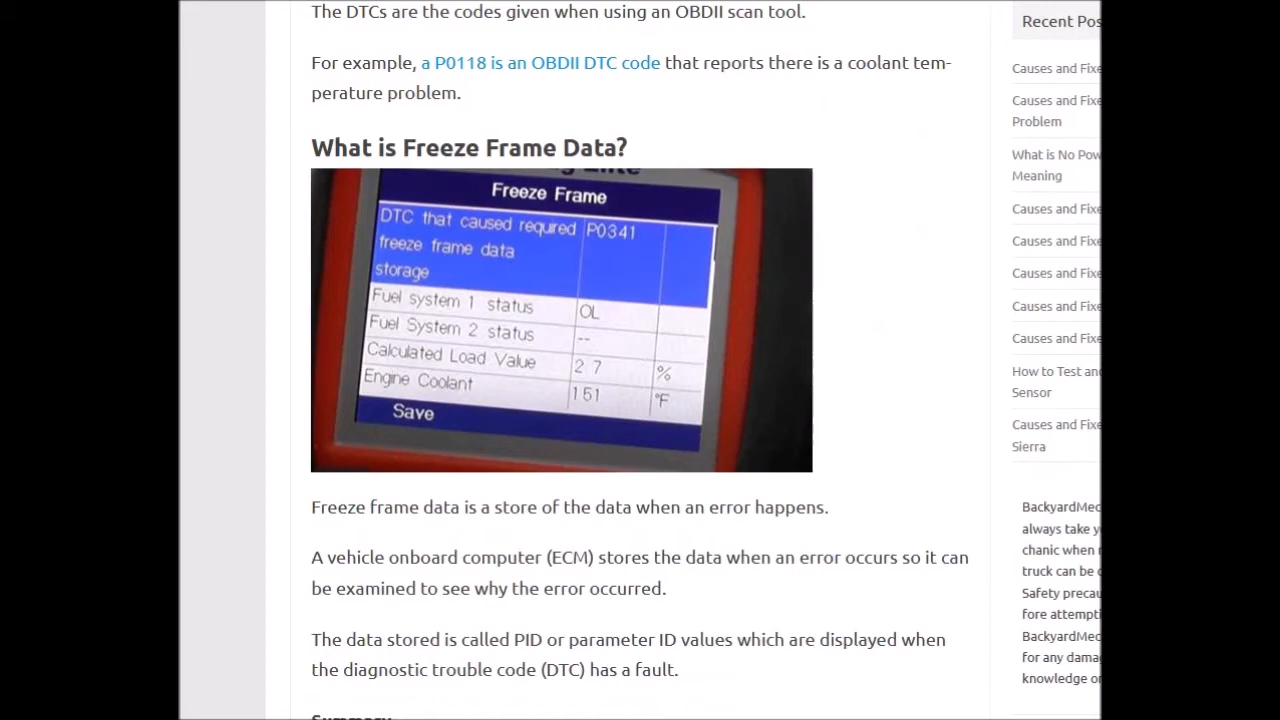 The DTCs are the codes given when using an OBDII scan tool.
For example, a P0118 is an OBDII DTC code that reports there is a coolant tem-
perature problem.
What is Freeze Frame Data?
Freeze Frame
DTC that caused required P0341
freeze frame data
storage
Fuel system 1 status OL
Fuel System 2 status --
Calculated Load Value 2 7 %
Engine Coolant 151 °F
Save
Freeze frame data is a store of the data when an error happens.
A vehicle onboard computer (ECM) stores the data when an error occurs so it can
be examined to see why the error occurred.
The data stored is called PID or parameter ID values which are displayed when
the diagnostic trouble code (DTC) has a fault.
Summary
Recent Pos
Causes and Fixe
Causes and Fixe
Problem
What is No Pow
Meaning
Causes and Fixe
Causes and Fixe
Causes and Fixe
Causes and Fixe
Causes and Fixe
How to Test and
Sensor
Causes and Fixe
Sierra
BackyardMec
always take y
chanic when
truck can be
Safety precau
fore attempti
BackyardMec
for any dama
knowledge o